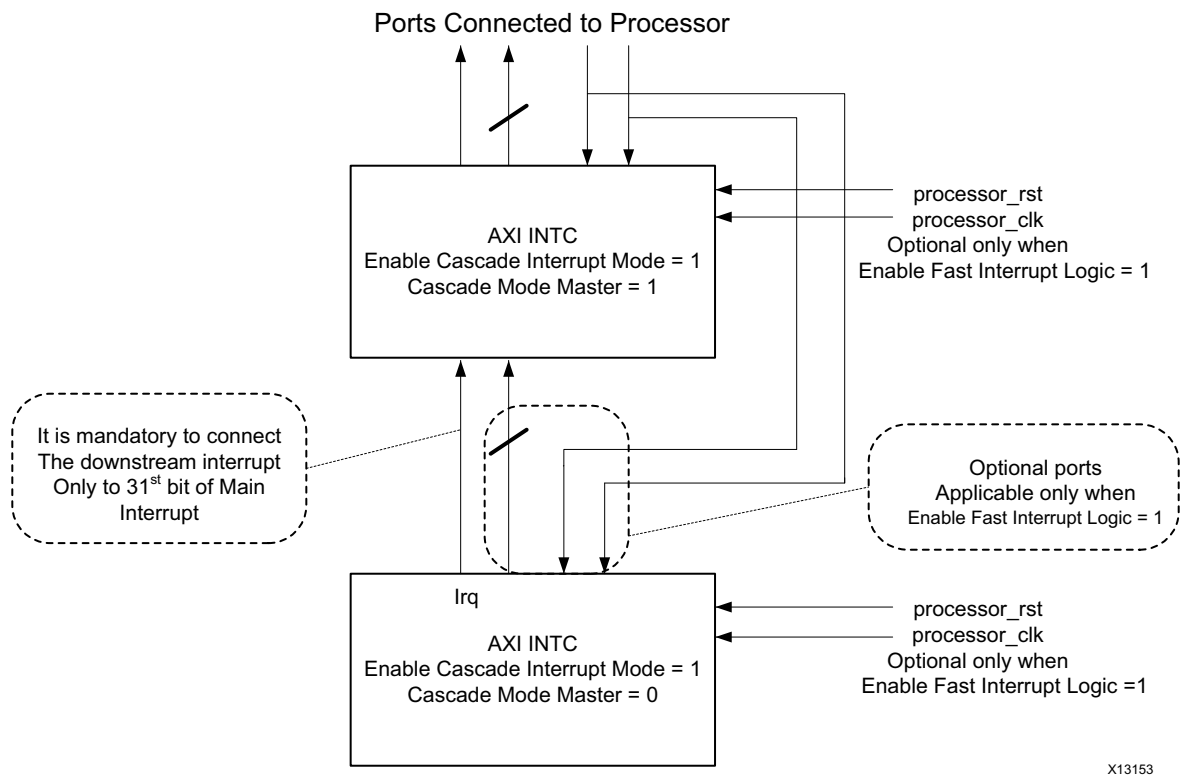 Ports Connected to Processor
processor_rst
processor_clk
Optional only when
Enable Fast Interrupt Logic = 1
AXI INTC
Enable Cascade Interrupt Mode = 1
Cascade Mode Master = 1
It is mandatory to connect
The downstream interrupt
Only to 31st bit of Main
Interrupt
Optional ports
Applicable only when
Enable Fast Interrupt Logic = 1
Irq
AXI INTC
Enable Cascade Interrupt Mode = 1
Cascade Mode Master = 0
processor_rst
processor_clk
Optional only when
Enable Fast Interrupt Logic =1
X13153